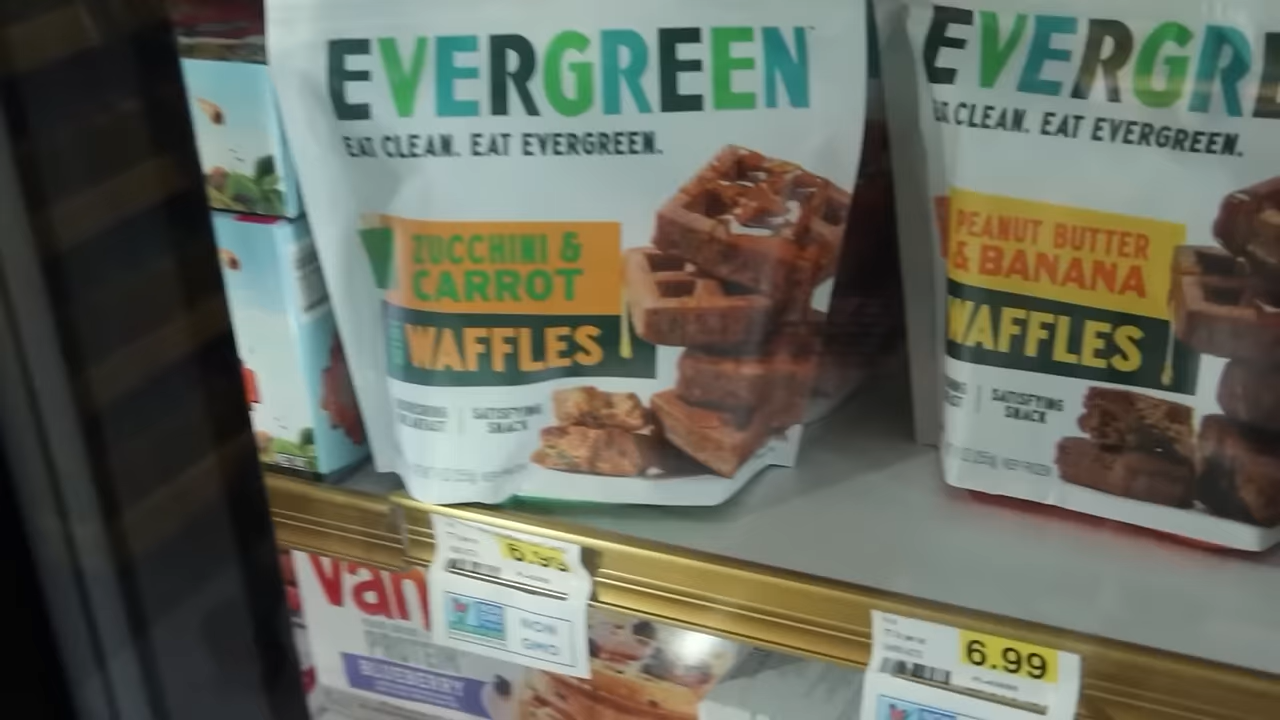 EVERGREEN
EAT CLEAN. EAT EVERGREEN.
ZUCCHINI &
CARROT
WAFFLES
SATISFYING
SNACK
EVERGRE
CLEAN. EAT EVERGREEN.
PEANUT BUTTER
& BANANA
WAFFLES
SATISFYING
SNACK
6.99
NON
GMO
6.99
Van
PROTEIN
BLUEBERRY